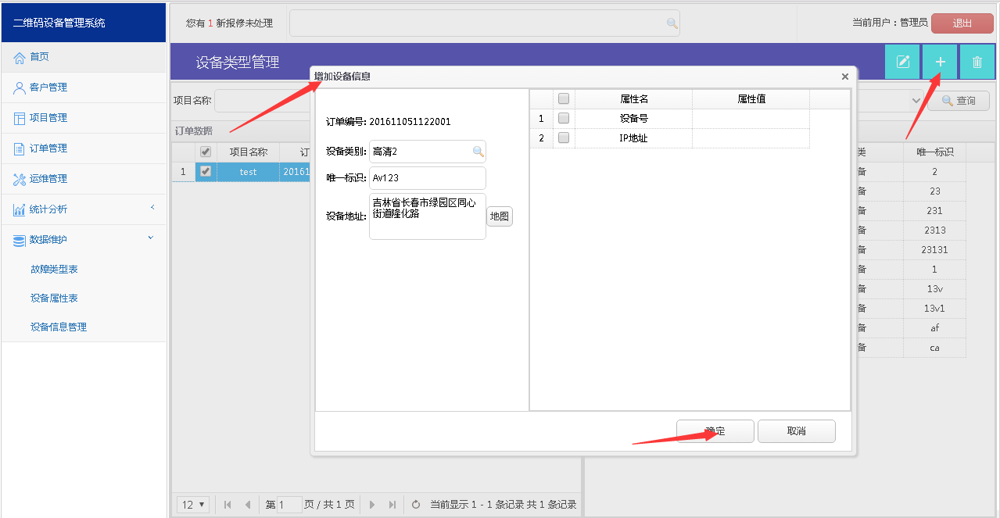 二维码设备管理系统
您有 1 新报修未处理
当前用户：管理员
退出
首页
客户管理
项目管理
订单管理
运维管理
统计分析
数据维护
故障类型表
设备属性表
设备信息管理
设备类型管理
项目名称
查询
订单数据
项目名称 订
1 test 20161
增加设备信息
订单编号: 201611051122001
设备类别: 高清2
唯一标识: Av123
设备地址: 吉林省长春市绿园区同心
街道隆化路
地图
属性名 属性值
1 设备号
2 IP地址
确定 取消
类 唯一标识
备 2
备 23
备 231
备 2313
备 23131
备 1
备 13v
备 13v1
备 af
备 ca
12 第 1 页 / 共 1 页 当前显示 1 - 1 条记录 共 1 条记录